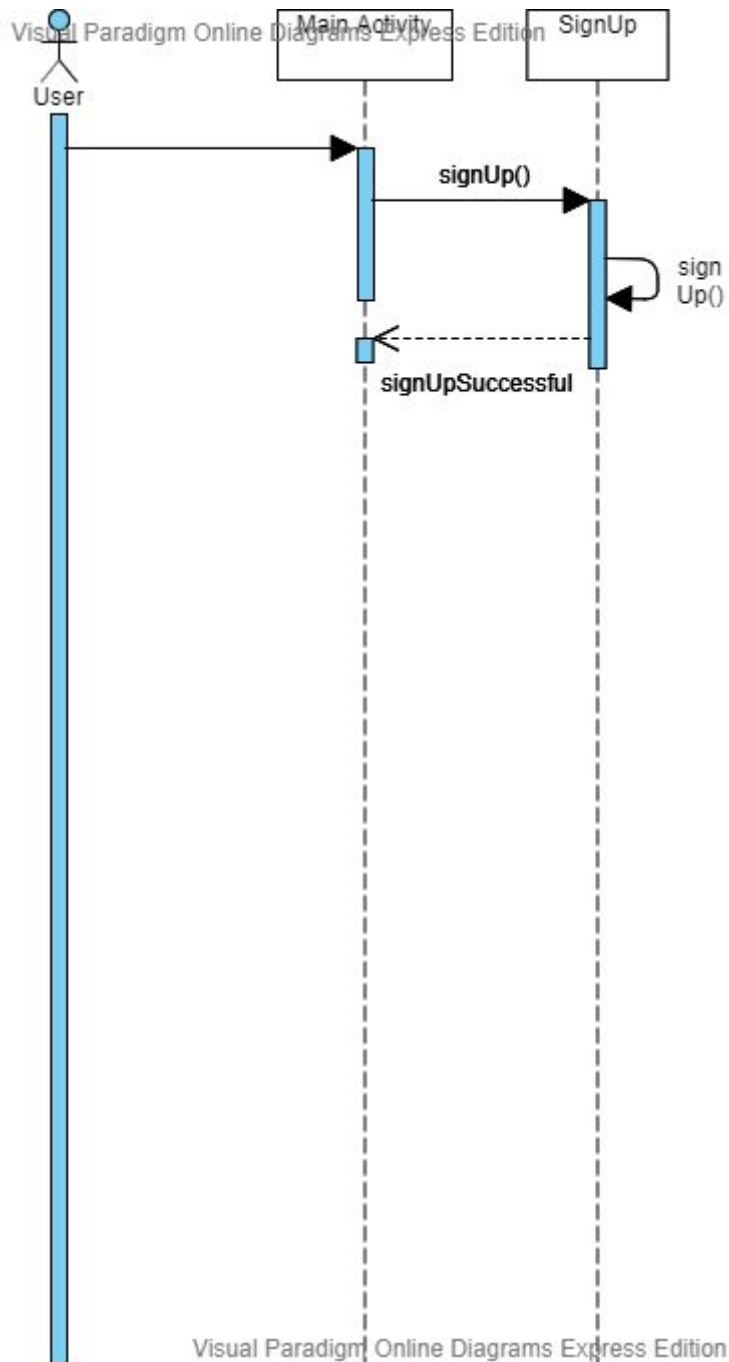 Visual Paradigm Online Diagrams Express Edition
Main Activity
SignUp
User
signUp()
sign
Up()
signUpSuccessful
Visual Paradigm Online Diagrams Express Edition